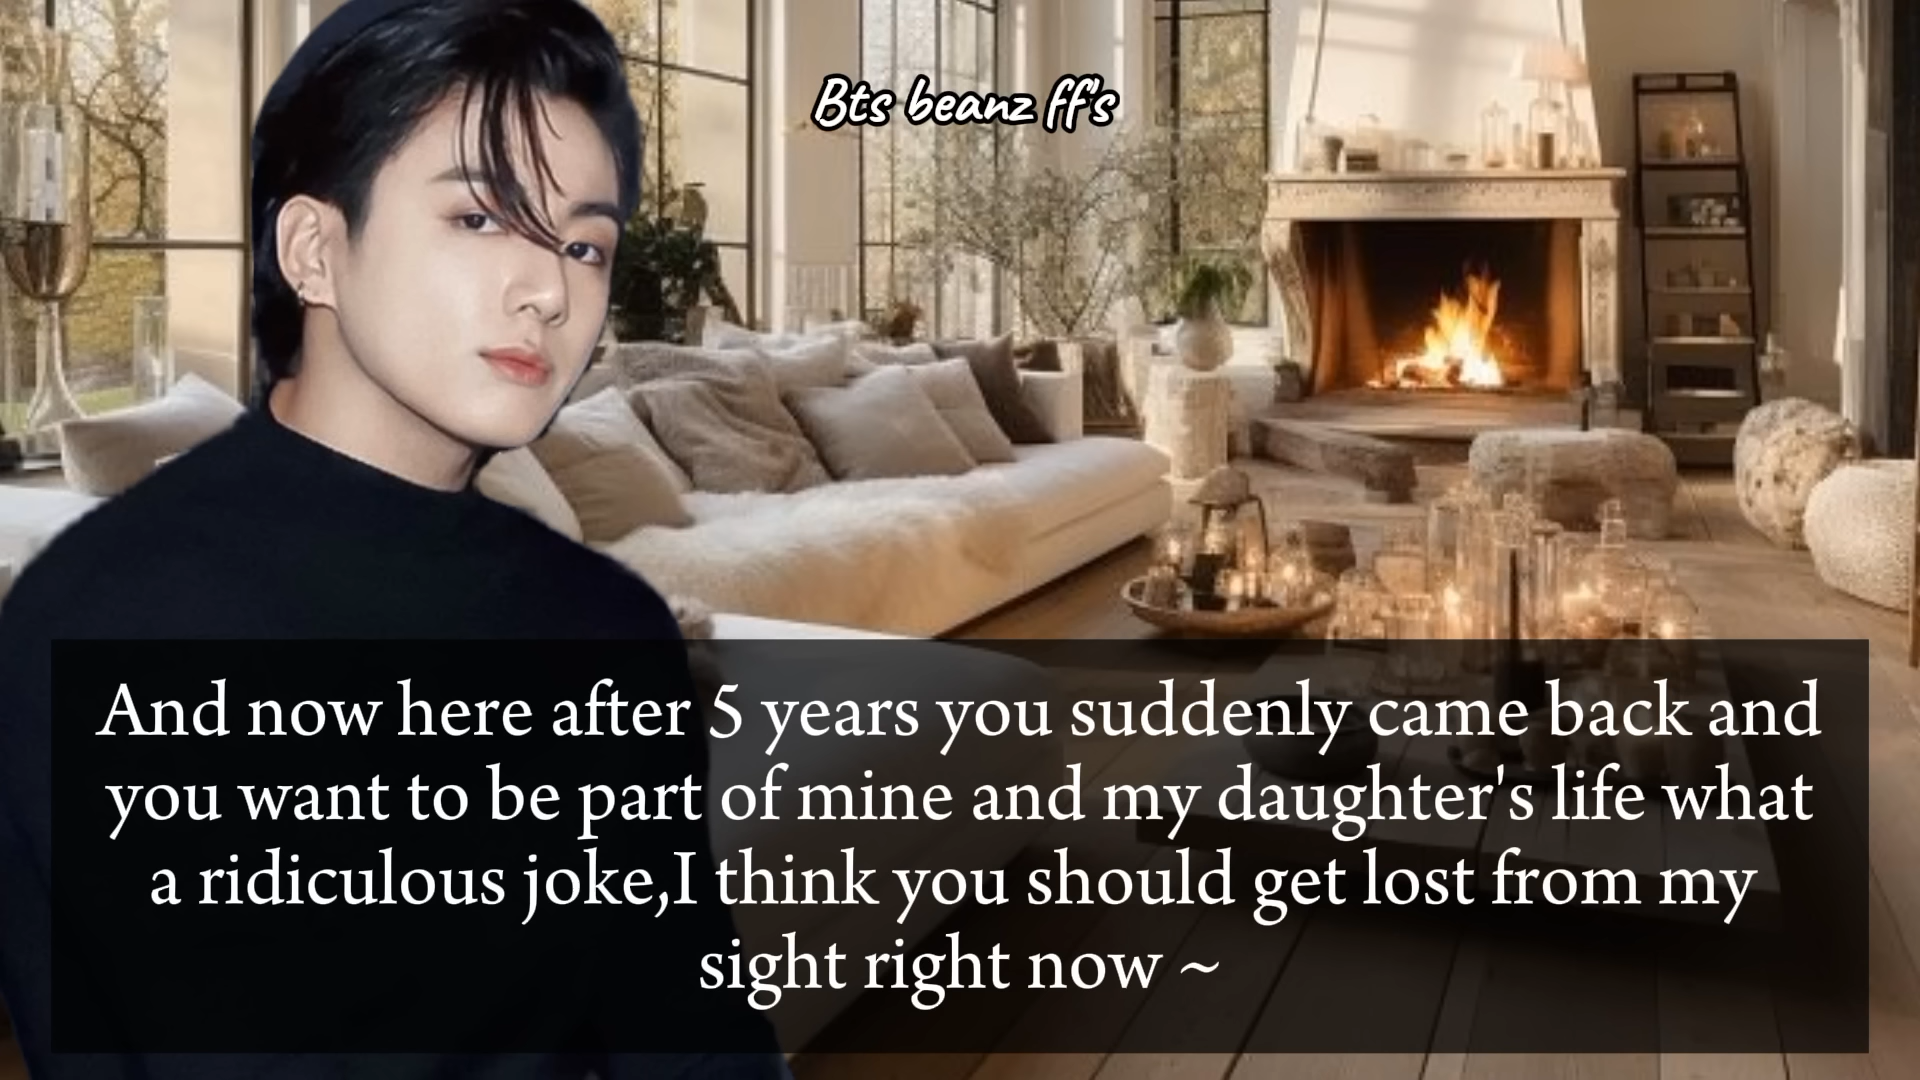 Bts beanz ff's
And now here after 5 years you suddenly came back and
you want to be part of mine and my daughter's life what
a ridiculous joke,I think you should get lost from my
sight right now ~